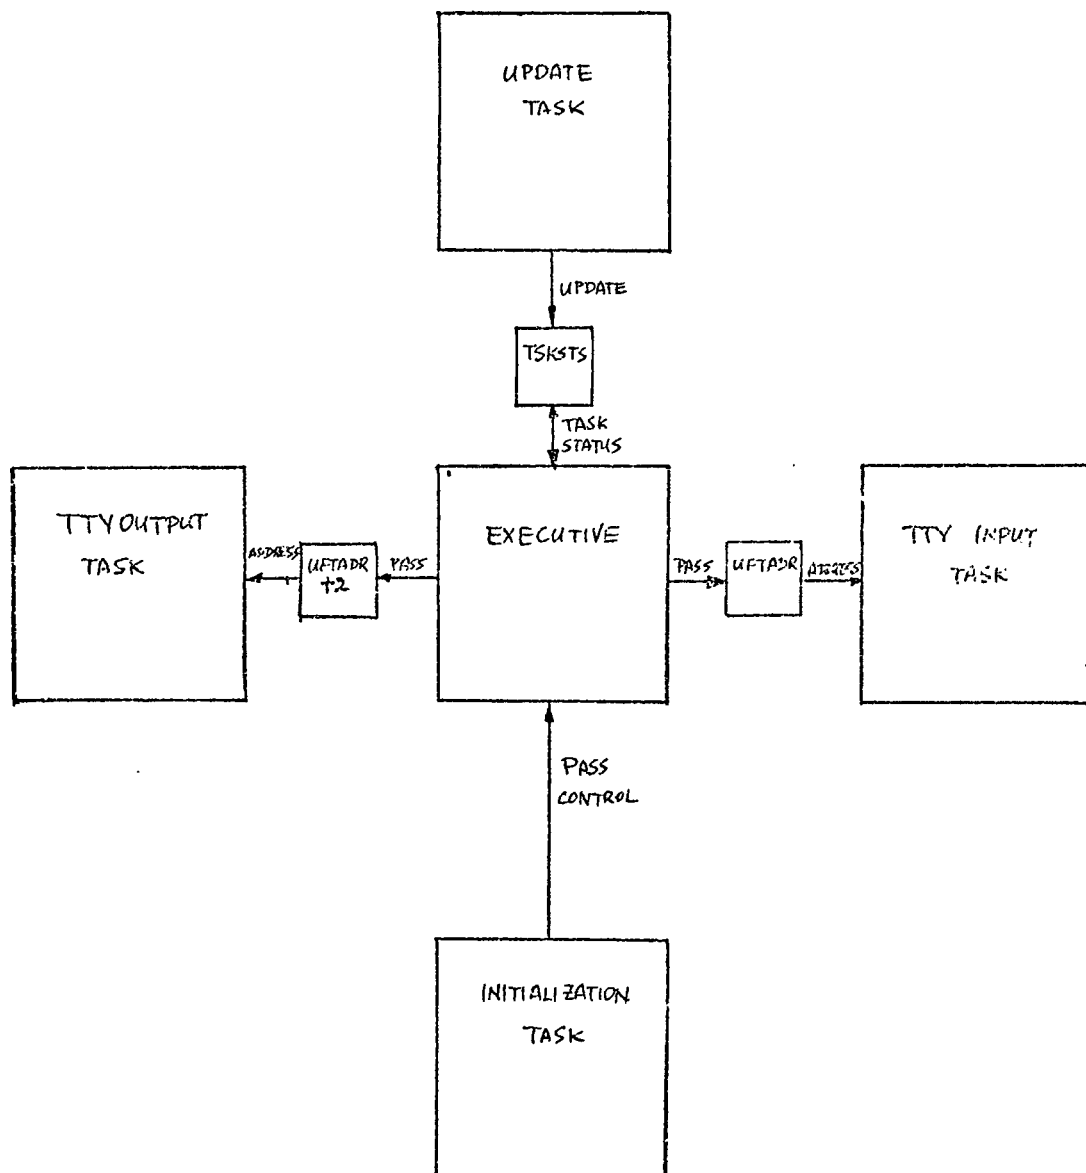 UPDATE
TASK
UPDATE
TSKSTS
TASK
STATUS
TTY OUTPUT
TASK
ADDRESS
UFTADR
+2
PASS
EXECUTIVE
PASS
UFTADR
ADDRESS
TTY INPUT
TASK
PASS
CONTROL
INITIALIZATION
TASK